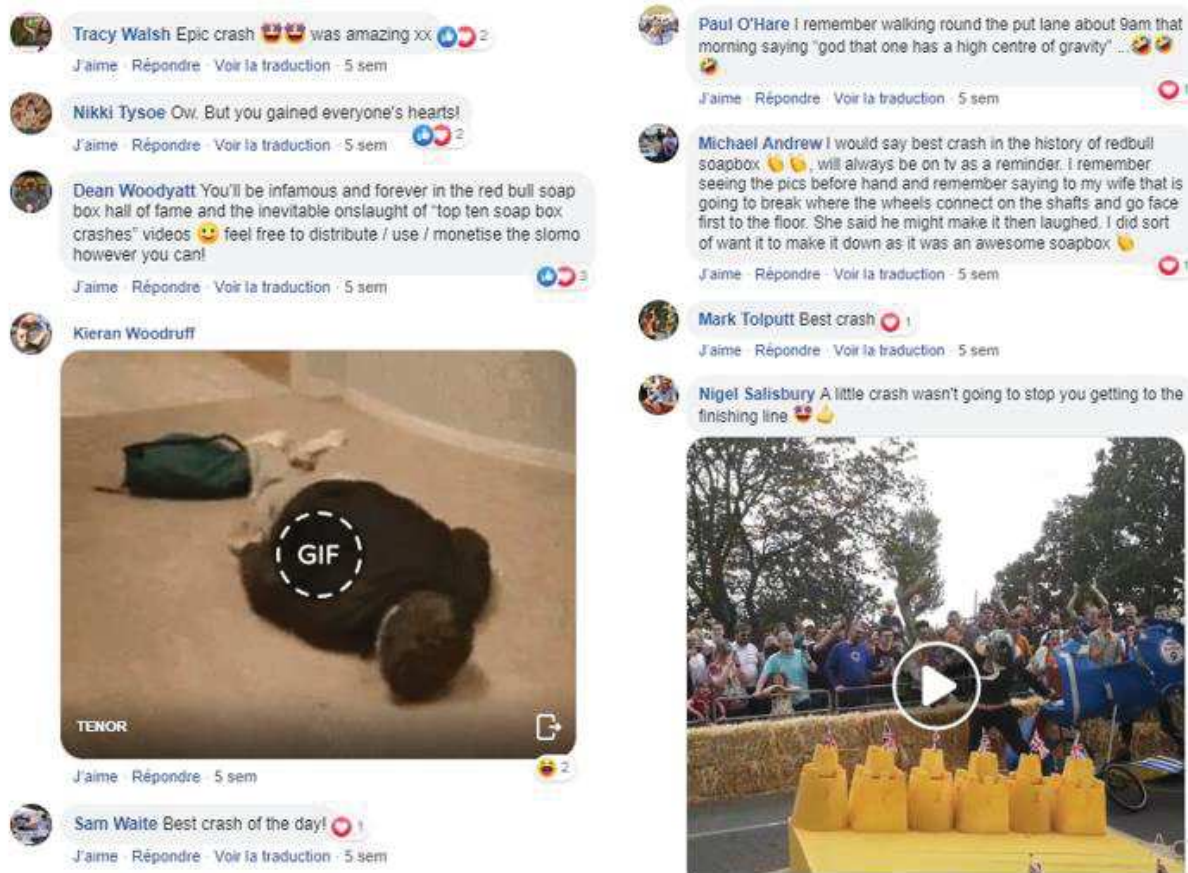 Tracy Walsh Epic crash 🤩🤩 was amazing xx 2
J'aime · Répondre · Voir la traduction · 5 sem
Nikki Tysoe Ow. But you gained everyone's hearts!
2
J'aime · Répondre · Voir la traduction · 5 sem
Dean Woodyatt You'll be infamous and forever in the red bull soap
box hall of fame and the inevitable onslaught of "top ten soap box
crashes" videos 🙂 feel free to distribute / use / monetise the slomo
however you can!
3
J'aime · Répondre · Voir la traduction · 5 sem
Kieran Woodruff
GIF
TENOR
J'aime · Répondre · 5 sem
2
Sam Waite Best crash of the day! 1
J'aime · Répondre · Voir la traduction · 5 sem
Paul O'Hare I remember walking round the put lane about 9am that
morning saying "god that one has a high centre of gravity" ... 🤣🤣
🤣
J'aime · Répondre · Voir la traduction · 5 sem
Michael Andrew I would say best crash in the history of redbull
soapbox 👏👏, will always be on tv as a reminder. I remember
seeing the pics before hand and remember saying to my wife that is
going to break where the wheels connect on the shafts and go face
first to the floor. She said he might make it then laughed. I did sort
of want it to make it down as it was an awesome soapbox 👏
J'aime · Répondre · Voir la traduction · 5 sem
Mark Tolputt Best crash 1
J'aime · Répondre · Voir la traduction · 5 sem
Nigel Salisbury A little crash wasn't going to stop you getting to the
finishing line 🤩👍
9